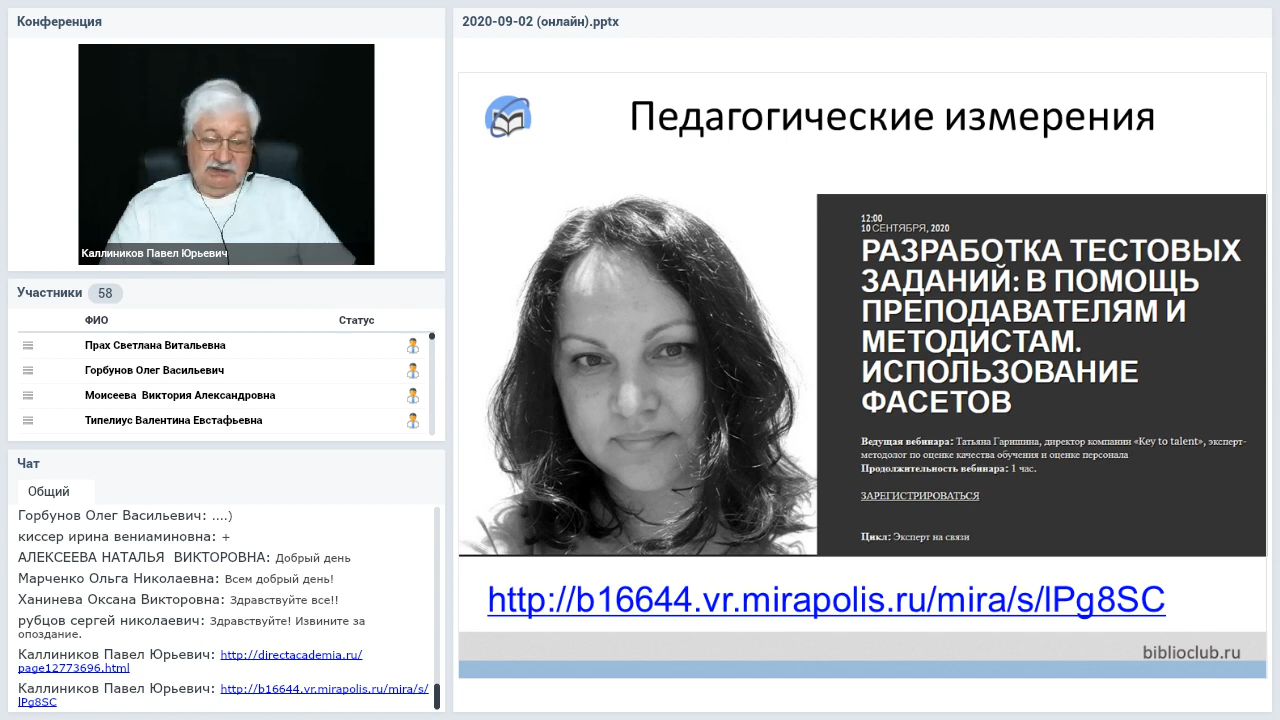 Конференция
Каллиников Павел Юрьевич
Участники 58
ФИО Статус
Прах Светлана Витальевна
Горбунов Олег Васильевич
Моисеева Виктория Александровна
Типелиус Валентина Евстафьевна
Чат
Общий
Горбунов Олег Васильевич: ....)
киссер ирина вениаминовна: +
АЛЕКСЕЕВА НАТАЛЬЯ ВИКТОРОВНА: Добрый день
Марченко Ольга Николаевна: Всем добрый день!
Ханинева Оксана Викторовна: Здравствуйте все!!
рубцов сергей николаевич: Здравствуйте! Извините за
опоздание.
Каллиников Павел Юрьевич: http://directacademia.ru/
page12773696.html
Каллиников Павел Юрьевич: http://b16644.vr.mirapolis.ru/mira/s/
lPg8SC
2020-09-02 (онлайн).pptx
Педагогические измерения
12:00
10 СЕНТЯБРЯ, 2020
РАЗРАБОТКА ТЕСТОВЫХ
ЗАДАНИЙ: В ПОМОЩЬ
ПРЕПОДАВАТЕЛЯМ И
МЕТОДИСТАМ.
ИСПОЛЬЗОВАНИЕ
ФАСЕТОВ
Ведущая вебинара: Татьяна Гаришина, директор компании «Key to talent», эксперт-
методолог по оценке качества обучения и оценке персонала
Продолжительность вебинара: 1 час.
ЗАРЕГИСТРИРОВАТЬСЯ
Цикл: Эксперт на связи
http://b16644.vr.mirapolis.ru/mira/s/lPg8SC
biblioclub.ru